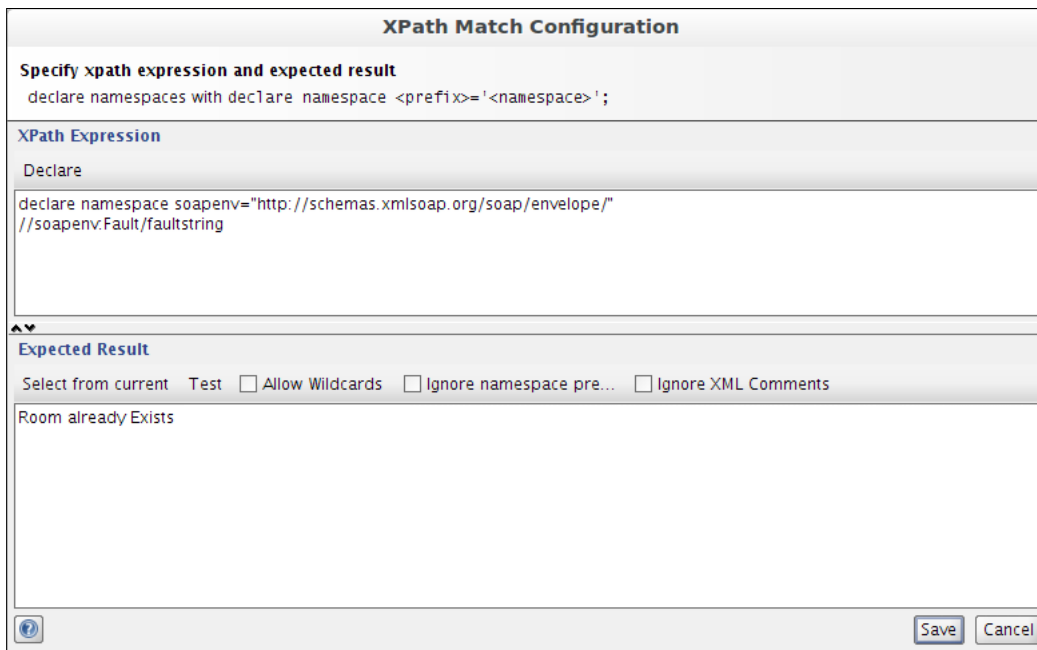 XPath Match Configuration
Specify xpath expression and expected result
declare namespaces with declare namespace <prefix>='<namespace>';
XPath Expression
Declare
declare namespace soapenv="http://schemas.xmlsoap.org/soap/envelope/"
//soapenv:Fault/faultstring
Expected Result
Select from current Test Allow Wildcards Ignore namespace pre... Ignore XML Comments
Room already Exists
? Save Cancel